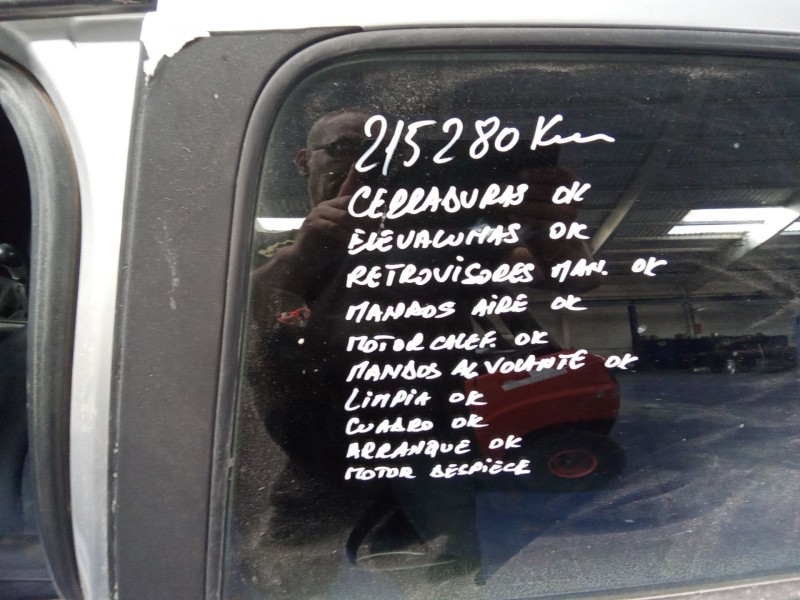 215280 Km
CERRADURAS OK
ELEVALUNAS OK
RETROVISORES MAN. OK
MANDOS AIRE OK
MOTOR CALEF. OK
MANDOS AL VOLANTE OK
LIMPIA OK
CUADRO OK
ARRANQUE OK
MOTOR DESPIECE